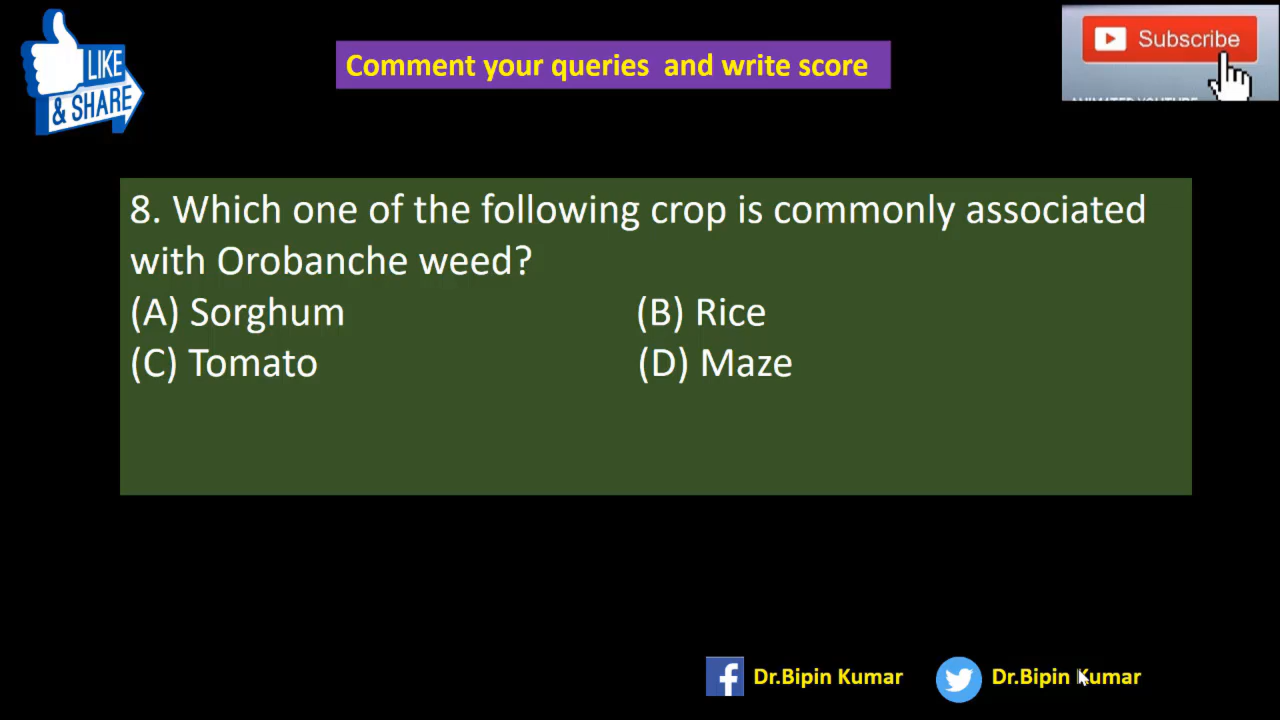 LIKE
& SHARE
Comment your queries and write score
Subscribe
8. Which one of the following crop is commonly associated
with Orobanche weed?
(A) Sorghum (B) Rice
(C) Tomato (D) Maze
Dr.Bipin Kumar Dr.Bipin Kumar